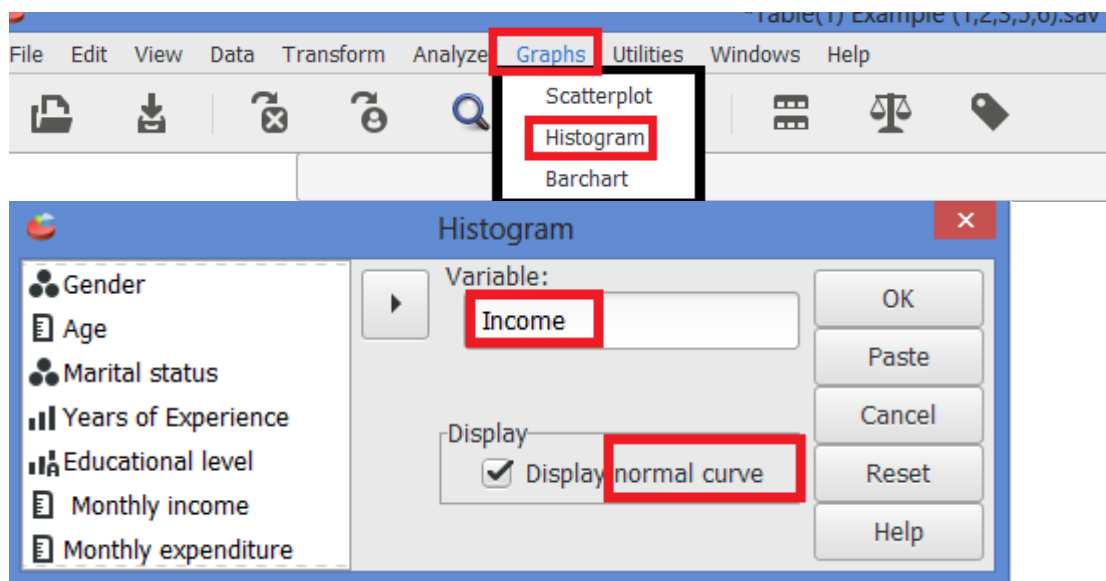 *Table(1) Example (1,2,3,5,6).sav
File Edit View Data Transform Analyze Graphs Utilities Windows Help
Scatterplot
Histogram
Barchart
Histogram
Gender
Age
Marital status
Years of Experience
Educational level
Monthly income
Monthly expenditure
Variable:
Income
Display
Display normal curve
OK
Paste
Cancel
Reset
Help